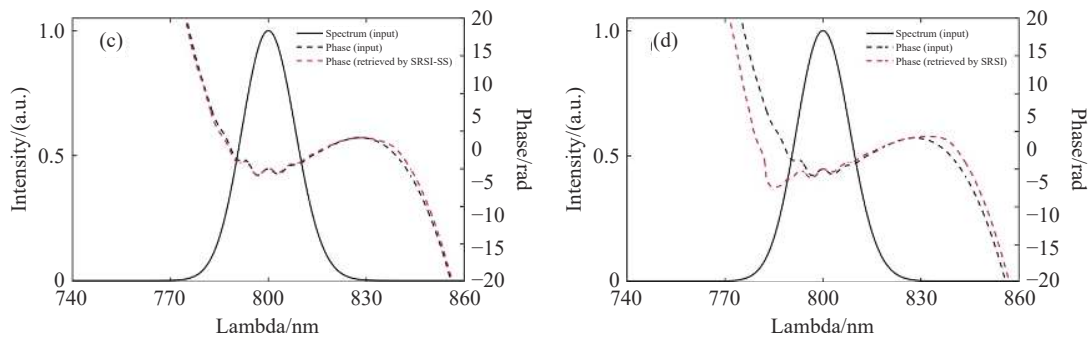 (c)
Spectrum (input)
Phase (input)
Phase (retrieved by SRSI-SS)
Intensity/(a.u.)
1.0
0.5
0
20
15
10
5
0
−5
−10
−15
−20
Phase/rad
740 770 800 830 860
Lambda/nm
(d)
Spectrum (input)
Phase (input)
Phase (retrieved by SRSI)
Intensity/(a.u.)
1.0
0.5
0
20
15
10
5
0
−5
−10
−15
−20
Phase/rad
740 770 800 830 860
Lambda/nm